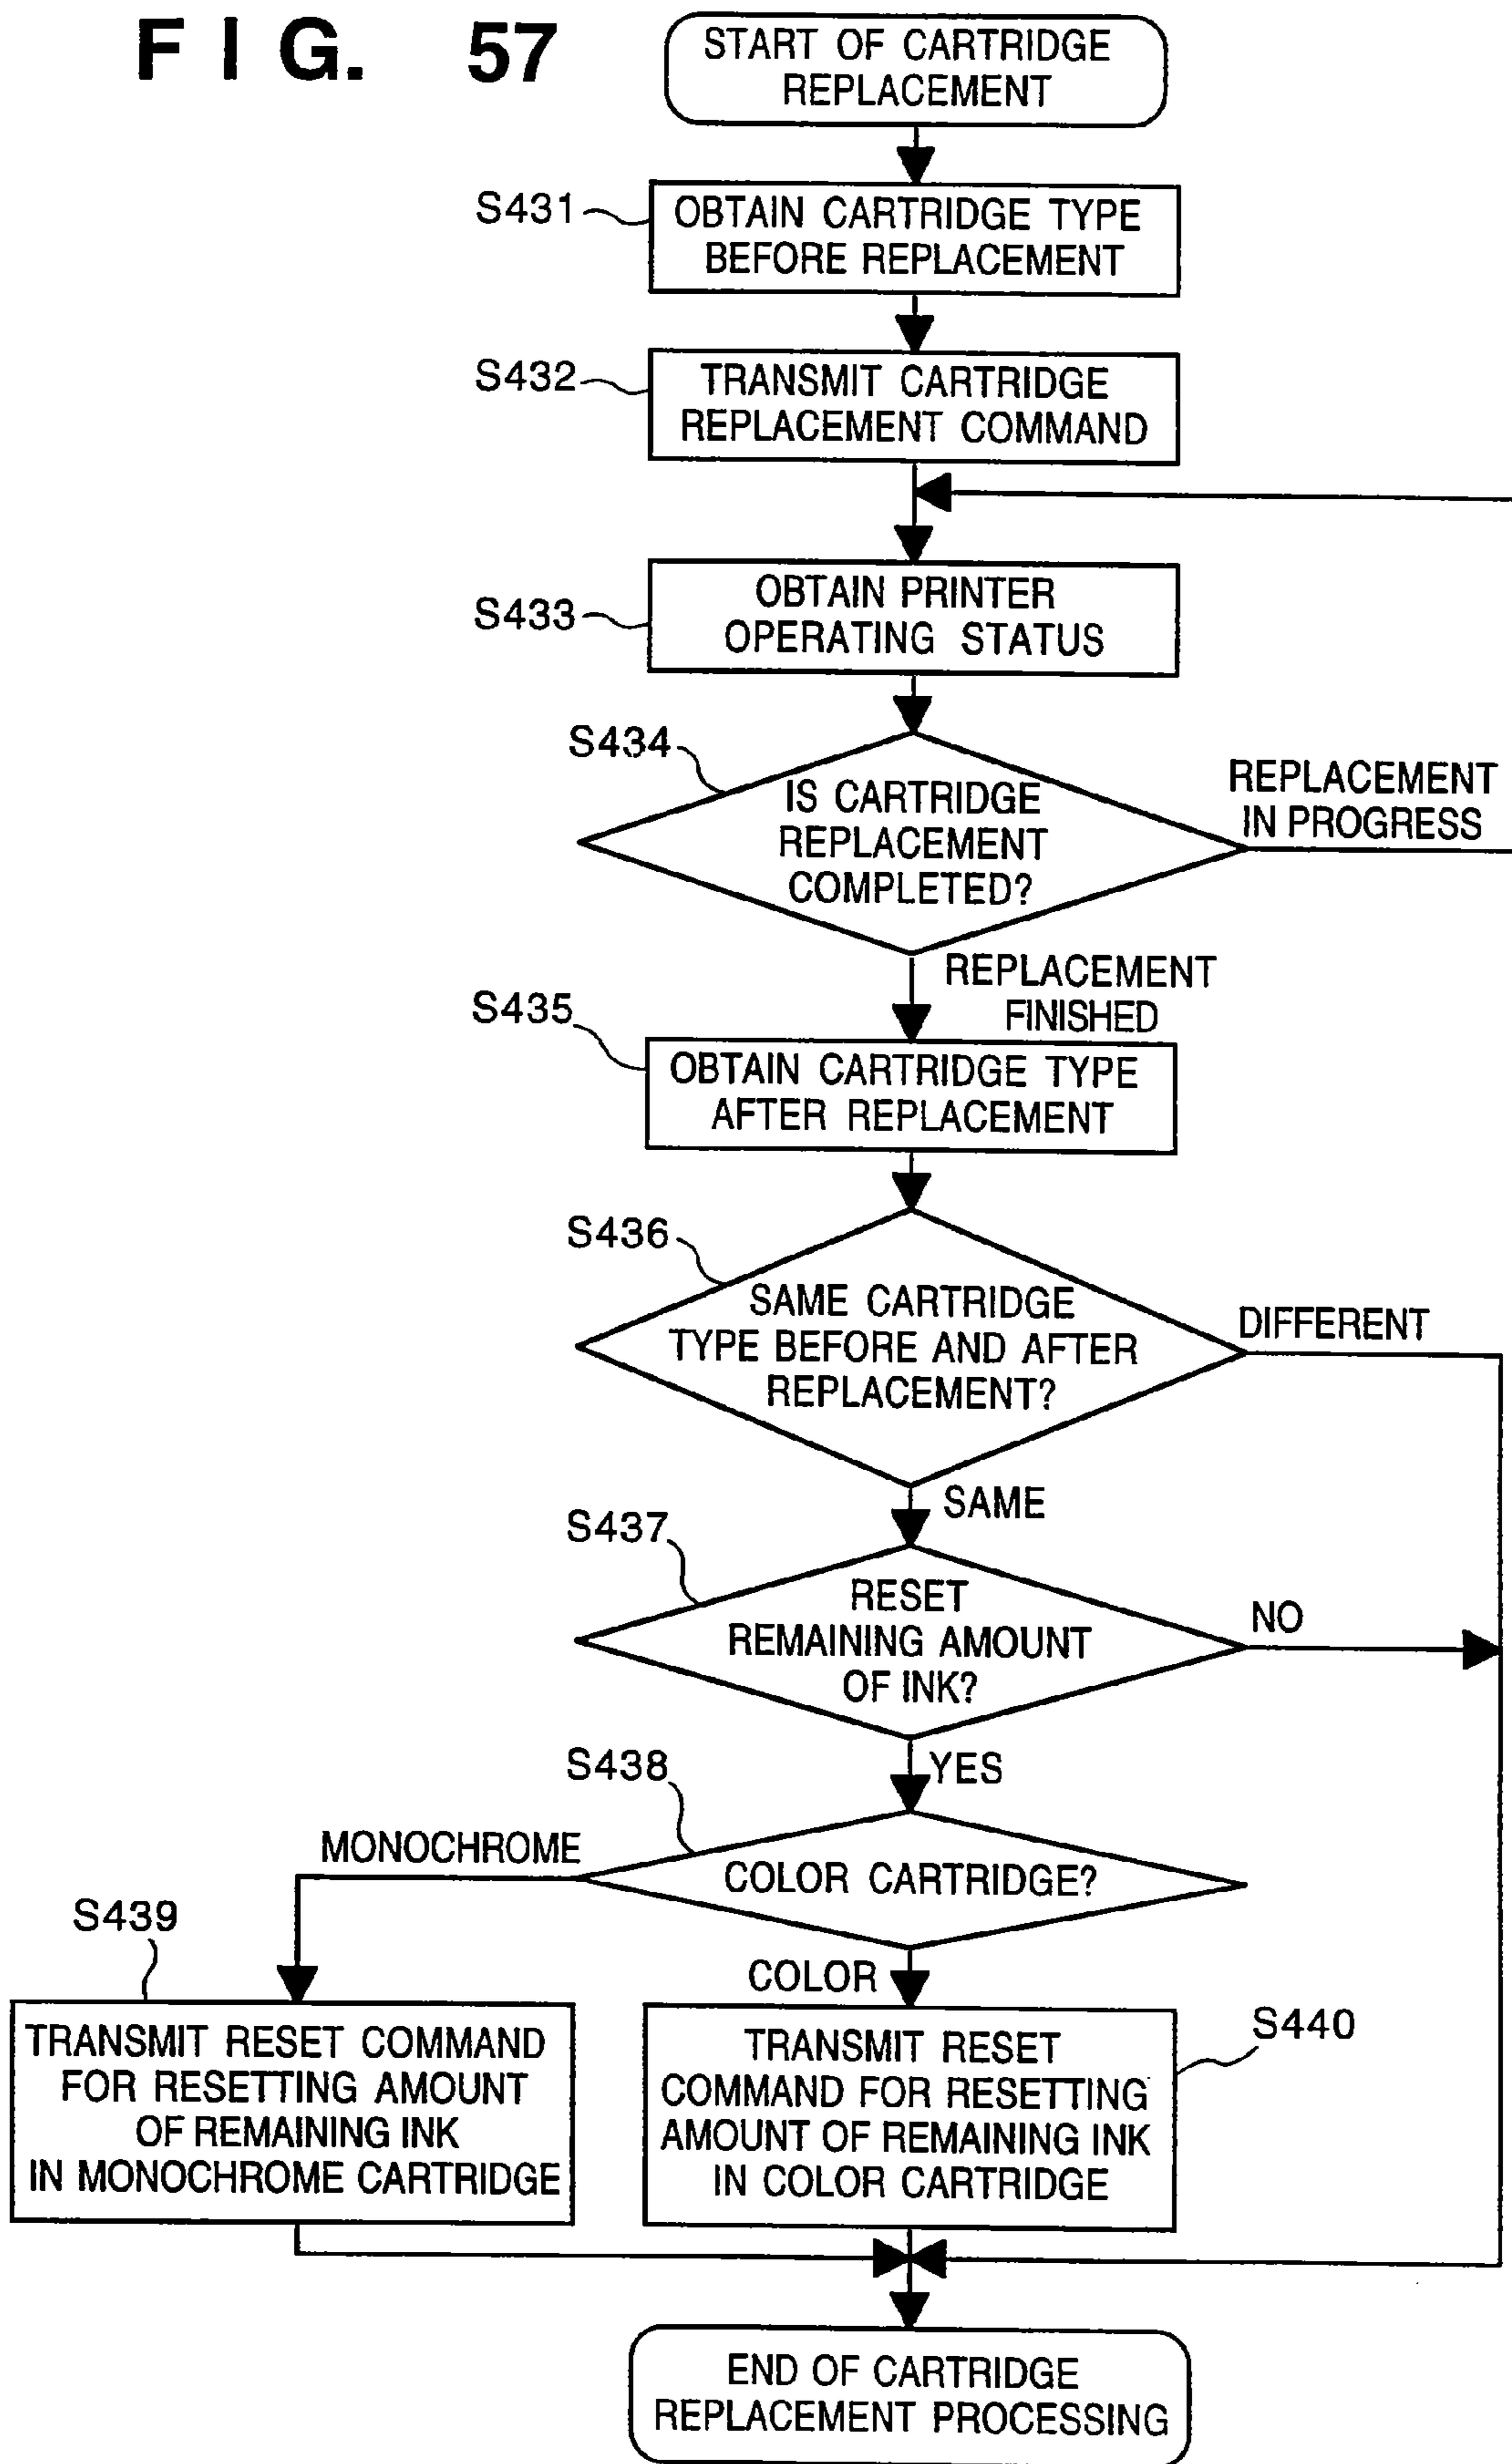 FIG. 57
START OF CARTRIDGE
REPLACEMENT
S431
OBTAIN CARTRIDGE TYPE
BEFORE REPLACEMENT
S432
TRANSMIT CARTRIDGE
REPLACEMENT COMMAND
S433
OBTAIN PRINTER
OPERATING STATUS
S434
IS CARTRIDGE
REPLACEMENT
COMPLETED?
REPLACEMENT
IN PROGRESS
REPLACEMENT
FINISHED
S435
OBTAIN CARTRIDGE TYPE
AFTER REPLACEMENT
S436
SAME CARTRIDGE
TYPE BEFORE AND AFTER
REPLACEMENT?
DIFFERENT
SAME
S437
RESET
REMAINING AMOUNT
OF INK?
NO
YES
S438
COLOR CARTRIDGE?
MONOCHROME
COLOR
S439
TRANSMIT RESET COMMAND
FOR RESETTING AMOUNT
OF REMAINING INK
IN MONOCHROME CARTRIDGE
S440
TRANSMIT RESET
COMMAND FOR RESETTING
AMOUNT OF REMAINING INK
IN COLOR CARTRIDGE
END OF CARTRIDGE
REPLACEMENT PROCESSING